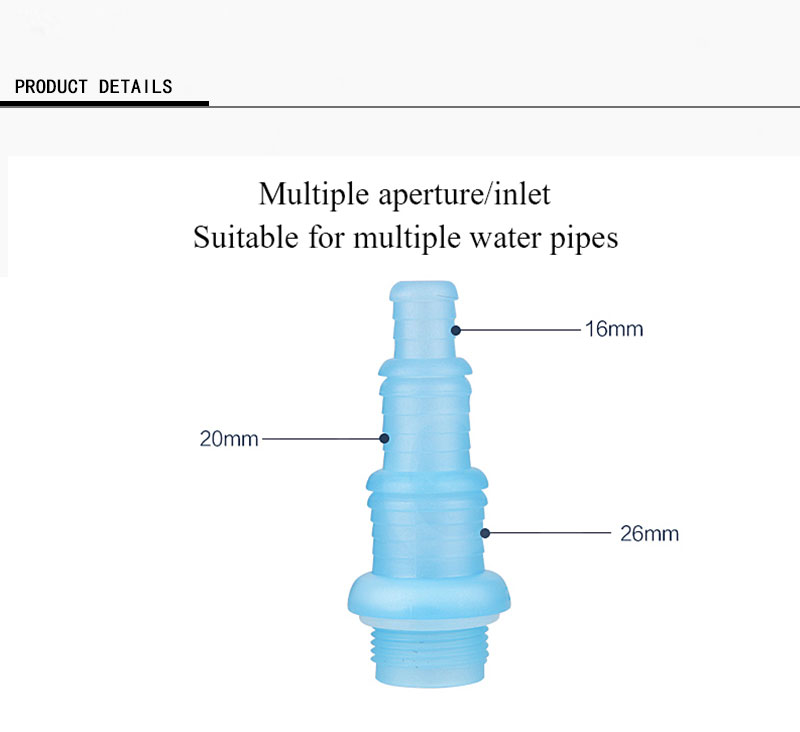 PRODUCT DETAILS
Multiple aperture/inlet
Suitable for multiple water pipes
16mm
20mm
26mm